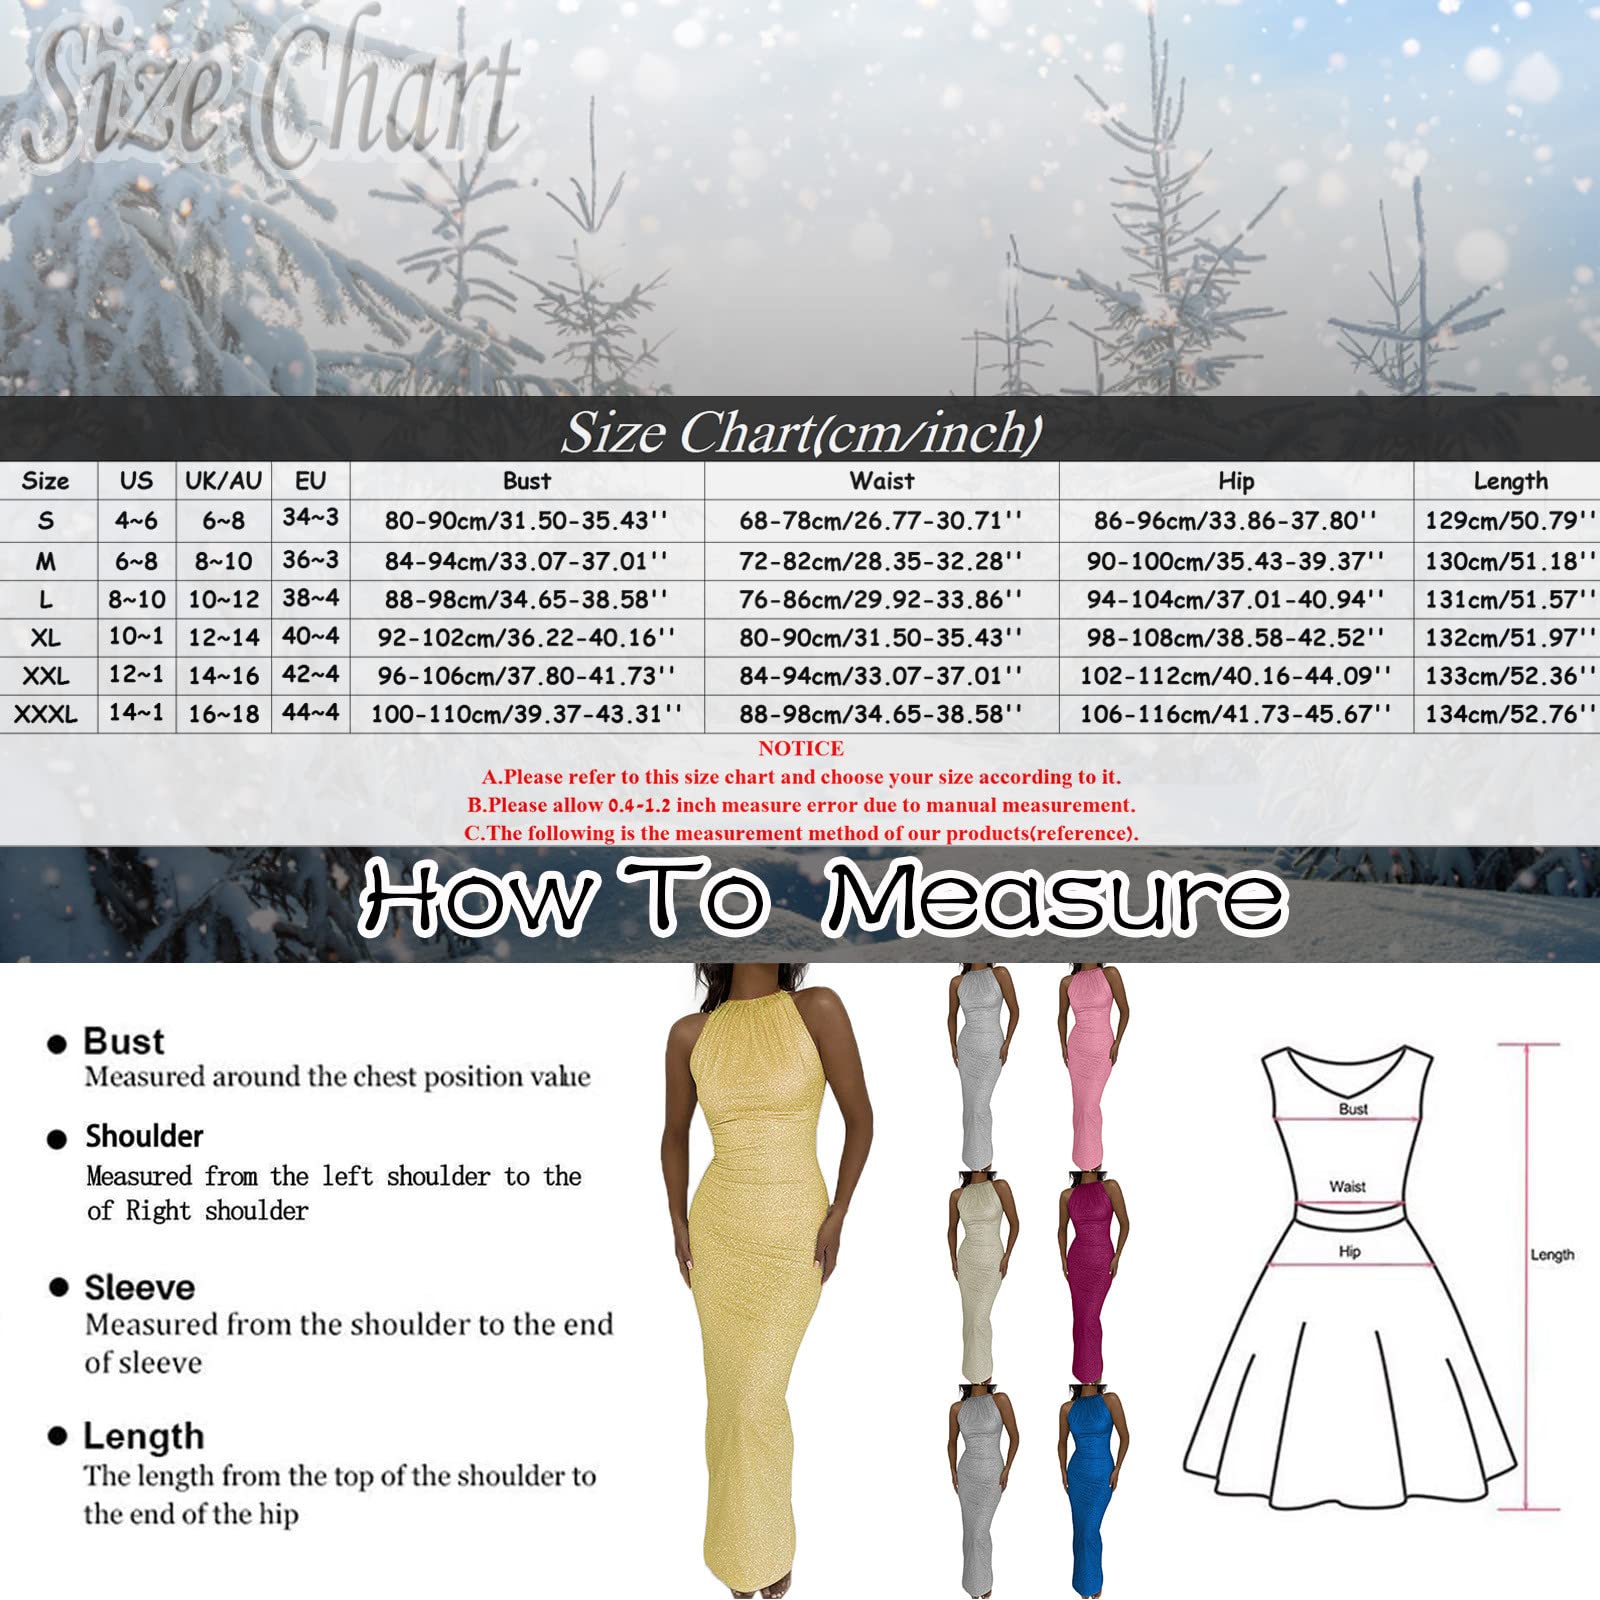 Size Chart
Size Chart(cm/inch)
Size US UK/AU EU Bust Waist Hip Length
S 4~6 6~8 34~3 80-90cm/31.50-35.43'' 68-78cm/26.77-30.71'' 86-96cm/33.86-37.80'' 129cm/50.79''
M 6~8 8~10 36~3 84-94cm/33.07-37.01'' 72-82cm/28.35-32.28'' 90-100cm/35.43-39.37'' 130cm/51.18''
L 8~10 10~12 38~4 88-98cm/34.65-38.58'' 76-86cm/29.92-33.86'' 94-104cm/37.01-40.94'' 131cm/51.57''
XL 10~1 12~14 40~4 92-102cm/36.22-40.16'' 80-90cm/31.50-35.43'' 98-108cm/38.58-42.52'' 132cm/51.97''
XXL 12~1 14~16 42~4 96-106cm/37.80-41.73'' 84-94cm/33.07-37.01'' 102-112cm/40.16-44.09'' 133cm/52.36''
XXXL 14~1 16~18 44~4 100-110cm/39.37-43.31'' 88-98cm/34.65-38.58'' 106-116cm/41.73-45.67'' 134cm/52.76''
NOTICE
A.Please refer to this size chart and choose your size according to it.
B.Please allow 0.4-1.2 inch measure error due to manual measurement.
C.The following is the measurement method of our products(reference).
How To Measure
● Bust
Measured around the chest position value
● Shoulder
Measured from the left shoulder to the
of Right shoulder
● Sleeve
Measured from the shoulder to the end
of sleeve
● Length
The length from the top of the shoulder to
the end of the hip
Bust
Waist
Hip
Length